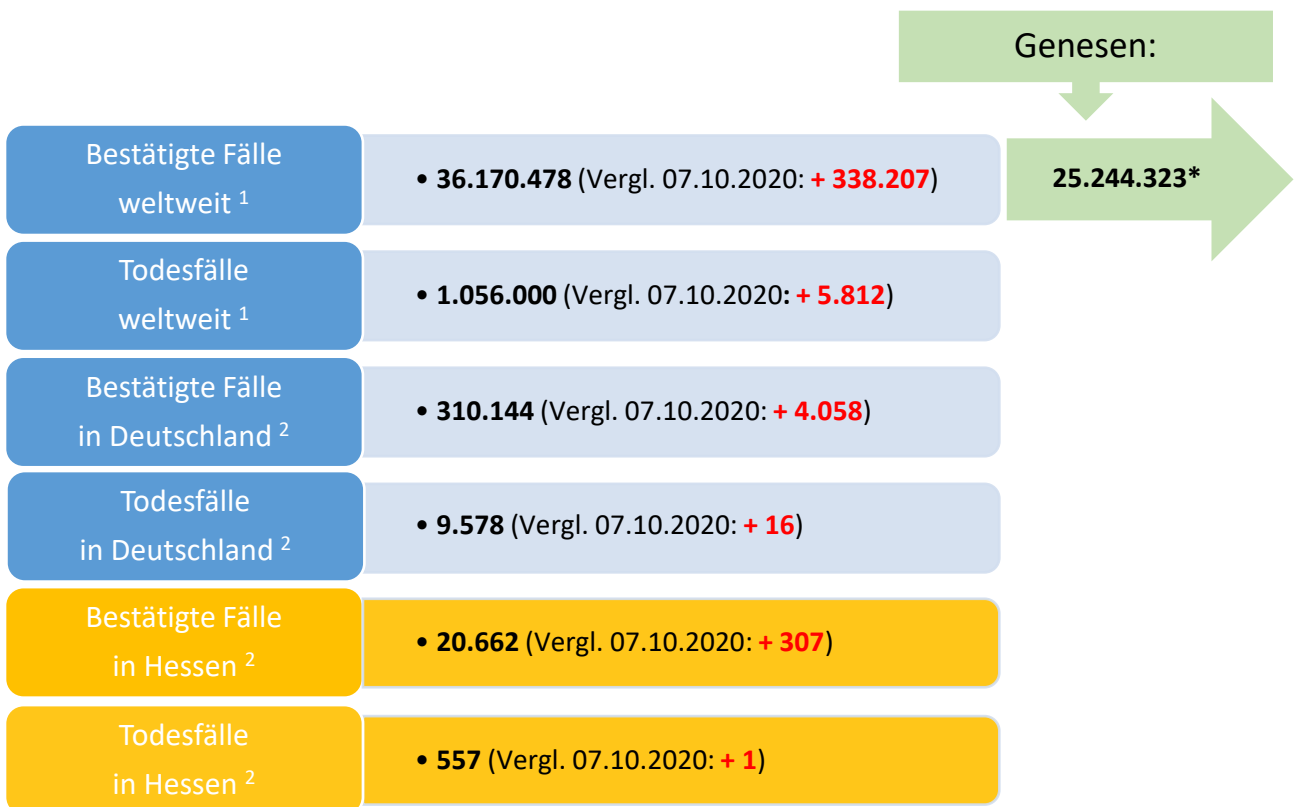 Genesen:
Bestätigte Fälle
weltweit ¹
• 36.170.478 (Vergl. 07.10.2020: + 338.207)
25.244.323*
Todesfälle
weltweit ¹
• 1.056.000 (Vergl. 07.10.2020: + 5.812)
Bestätigte Fälle
in Deutschland ²
• 310.144 (Vergl. 07.10.2020: + 4.058)
Todesfälle
in Deutschland ²
• 9.578 (Vergl. 07.10.2020: + 16)
Bestätigte Fälle
in Hessen ²
• 20.662 (Vergl. 07.10.2020: + 307)
Todesfälle
in Hessen ²
• 557 (Vergl. 07.10.2020: + 1)